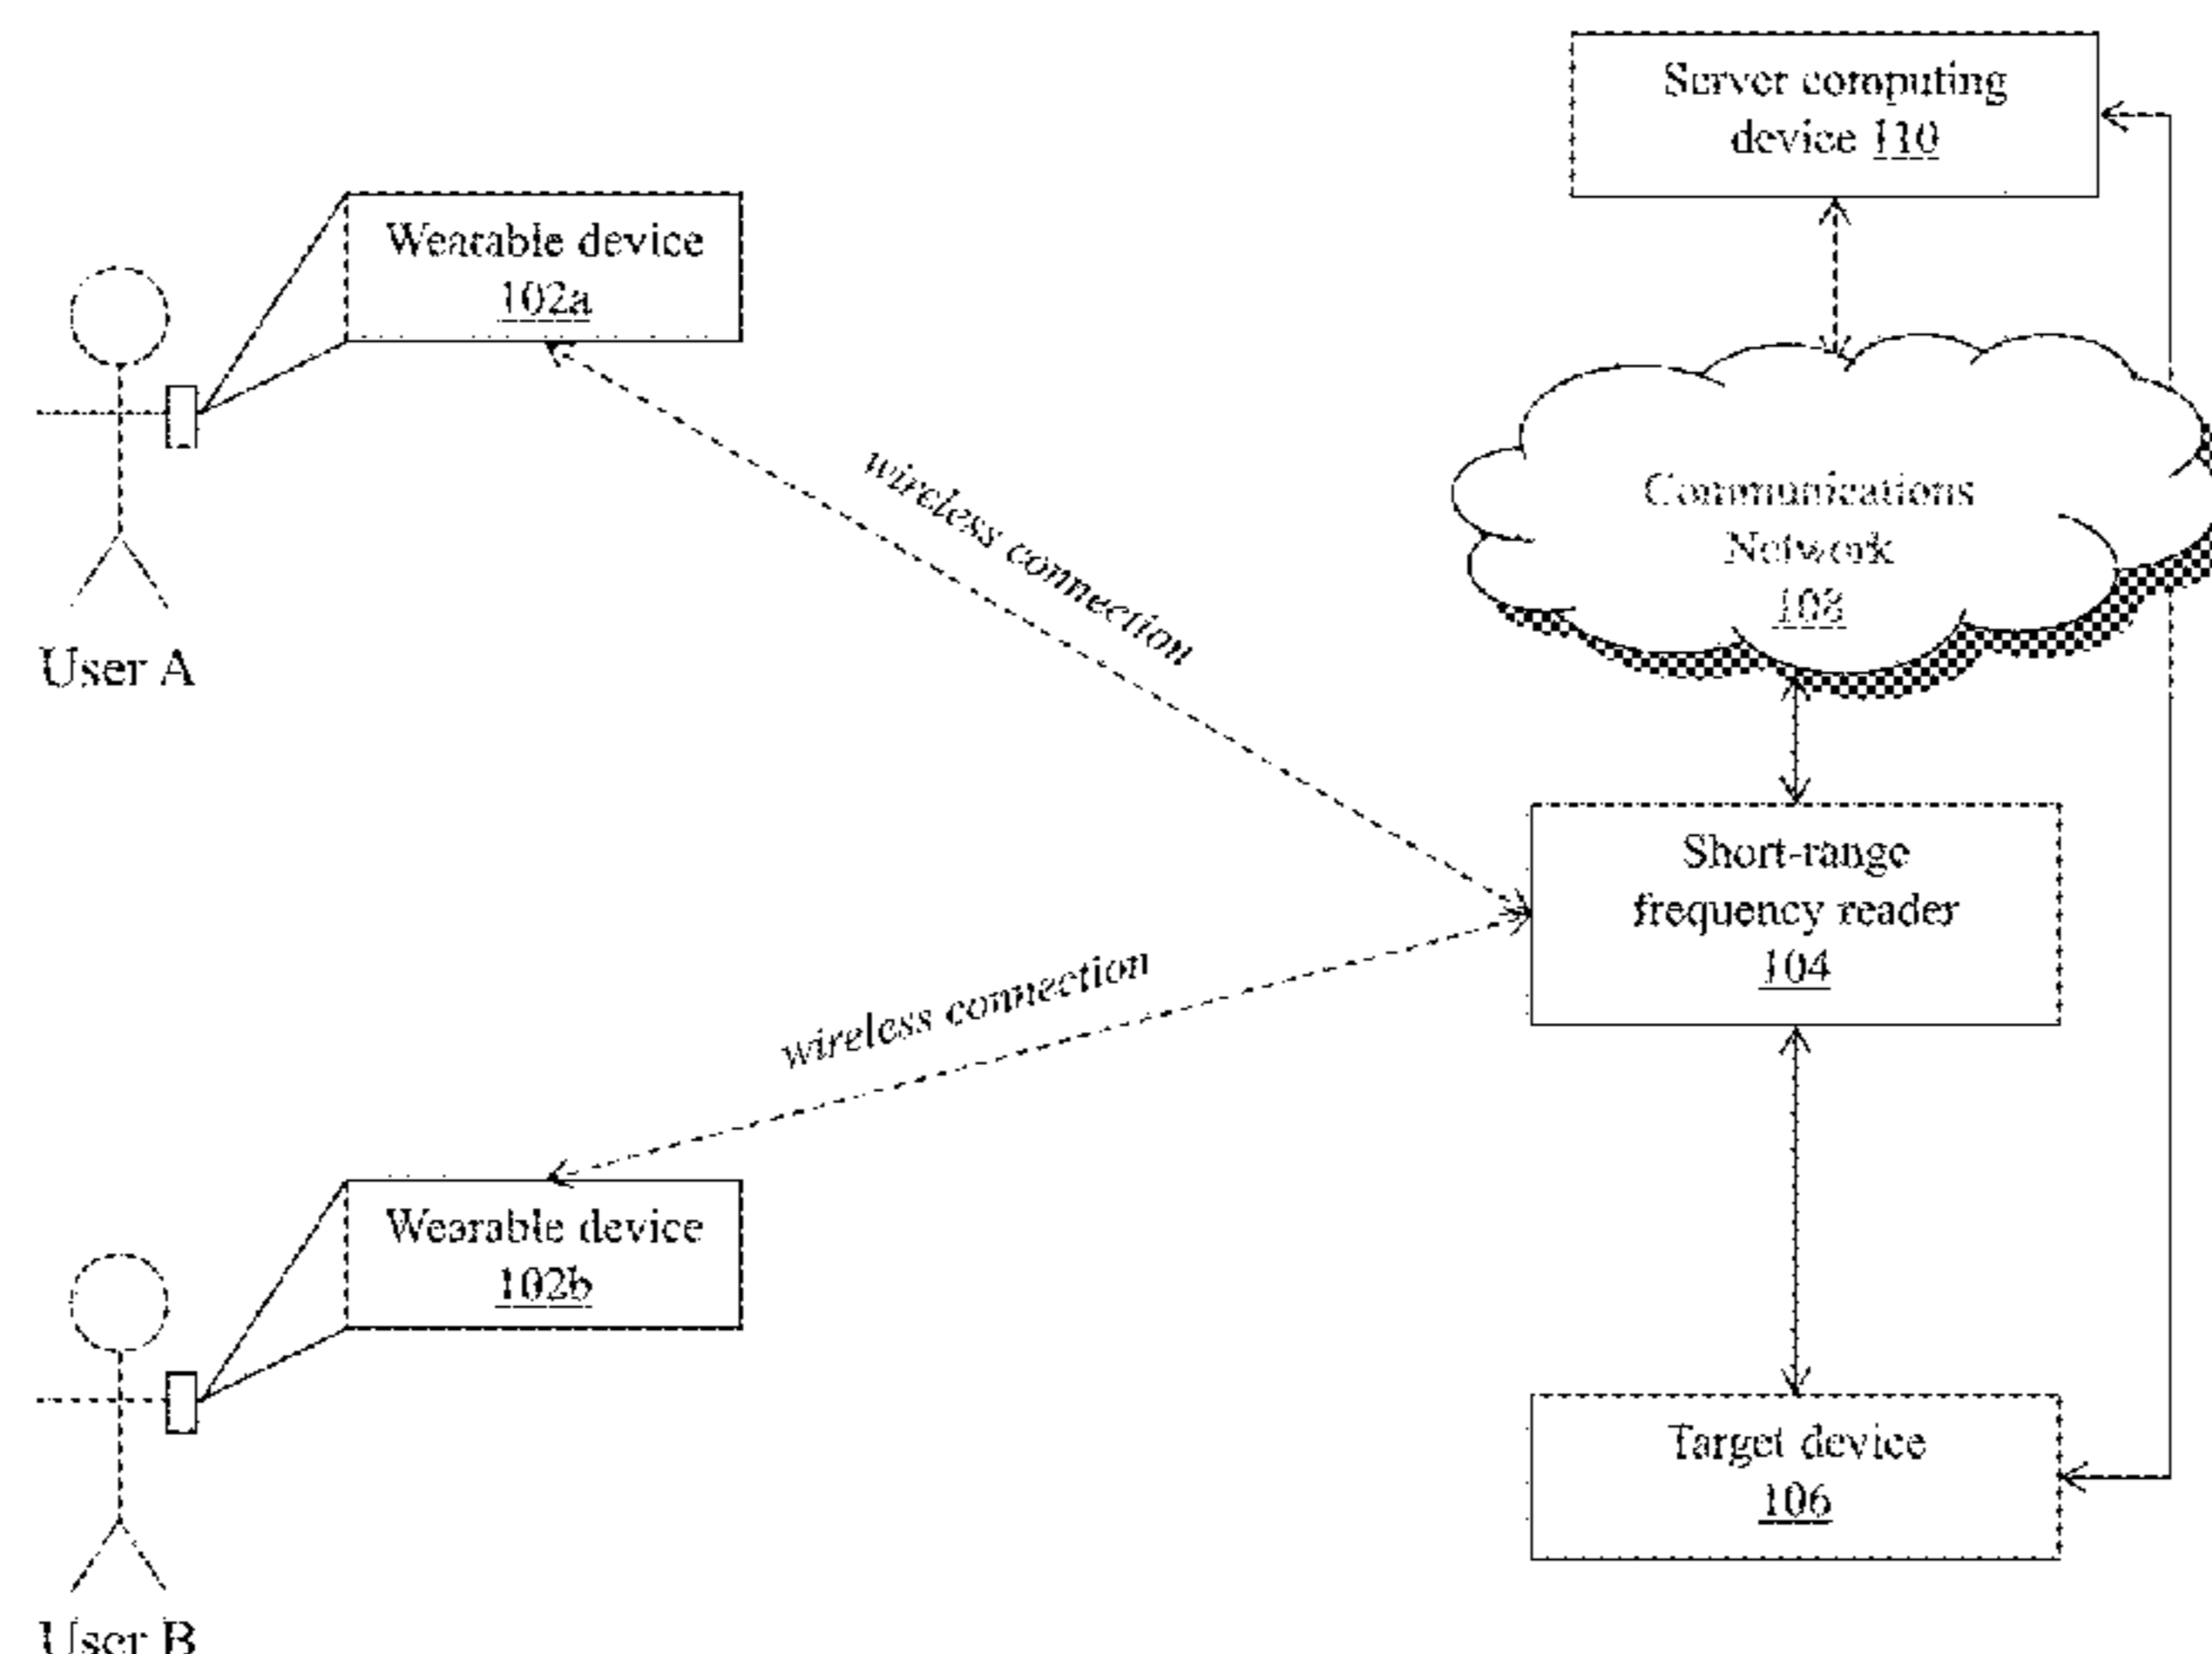 Server computing
device 110
Wearable device
102a
wireless connection
Communications
Network
108
User A
Short-range
frequency reader
104
wireless connection
Wearable device
102b
Target device
106
User B